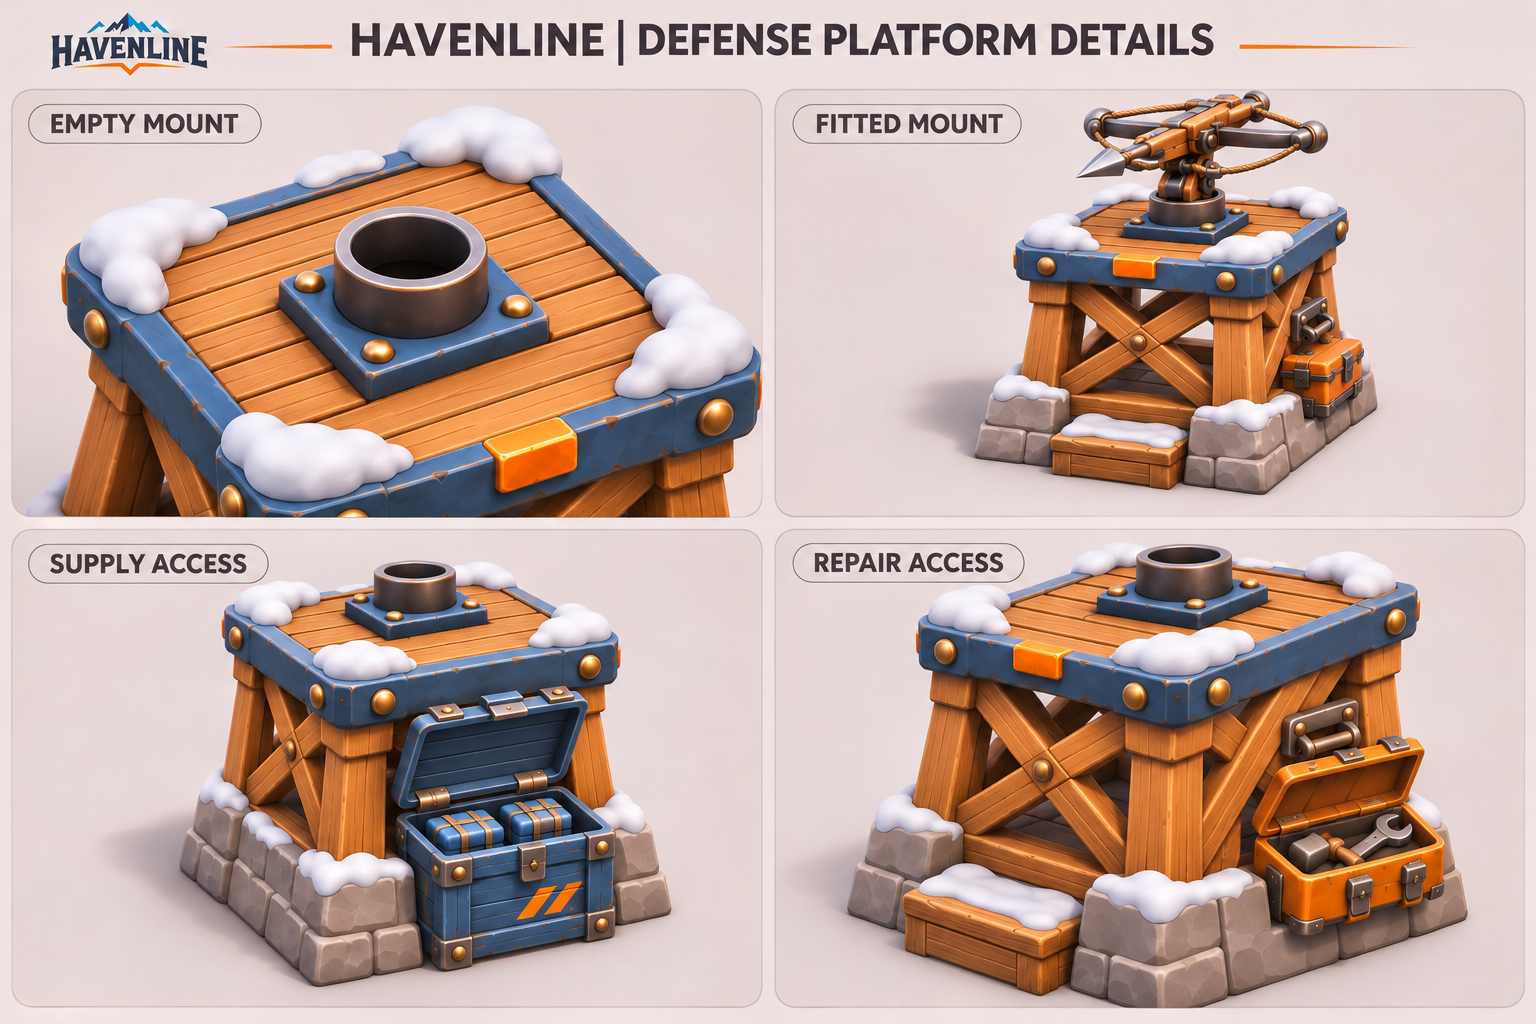 HAVENLINE
HAVENLINE | DEFENSE PLATFORM DETAILS
EMPTY MOUNT
FITTED MOUNT
SUPPLY ACCESS
REPAIR ACCESS